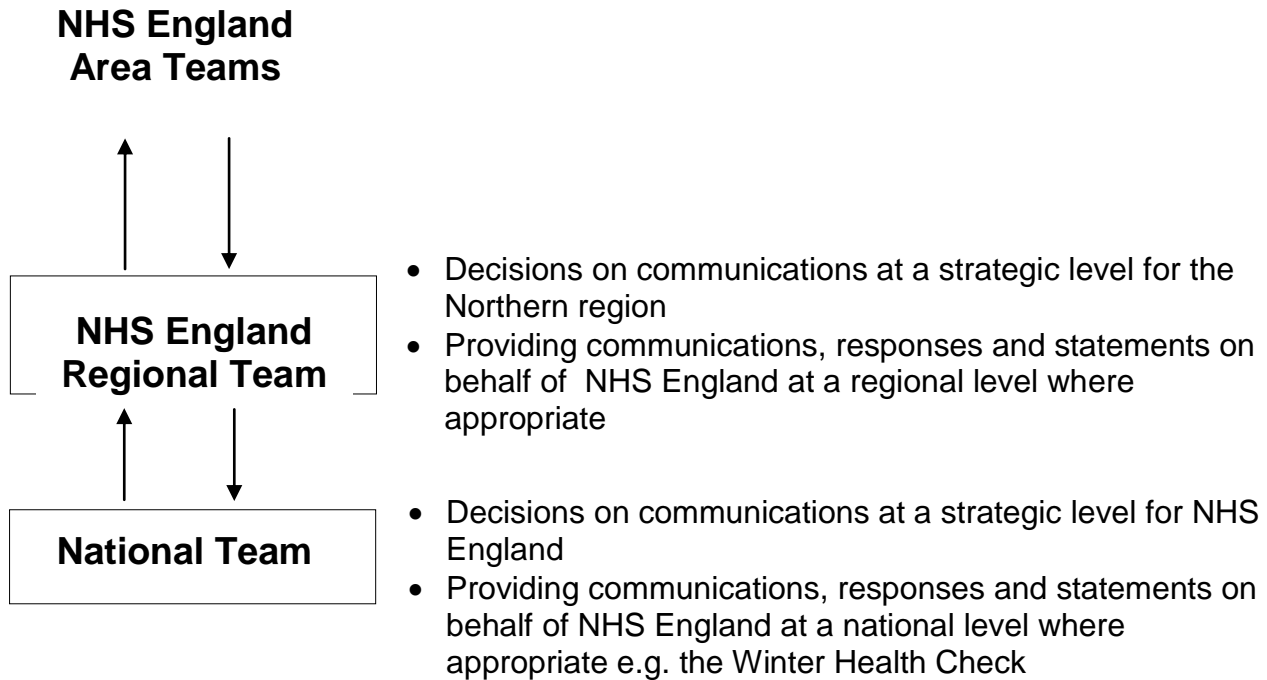 NHS England
Area Teams
NHS England
Regional Team
• Decisions on communications at a strategic level for the
Northern region
• Providing communications, responses and statements on
behalf of  NHS England at a regional level where
appropriate
National Team
• Decisions on communications at a strategic level for NHS
England
• Providing communications, responses and statements on
behalf of NHS England at a national level where
appropriate e.g. the Winter Health Check